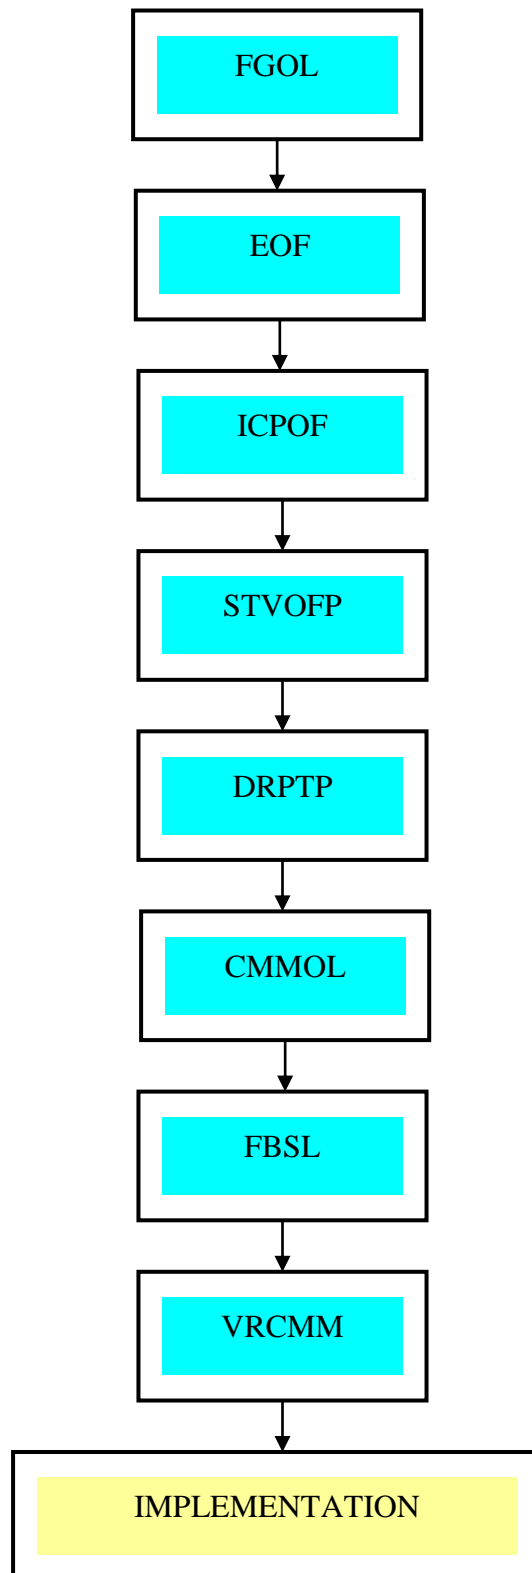 FGOL
EOF
ICPOF
STVOFP
DRPTP
CMMOL
FBSL
VRCMM
IMPLEMENTATION